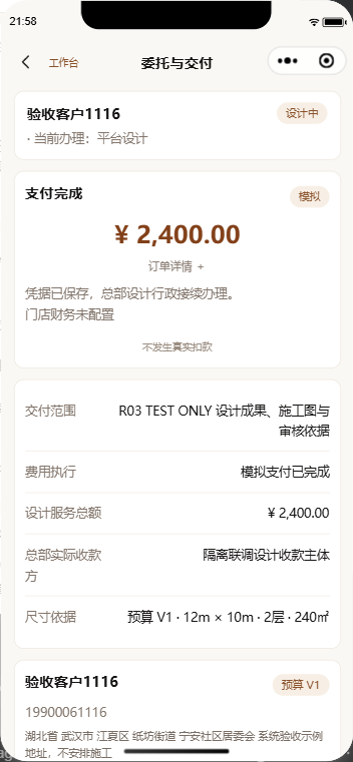 21:58
工作台
委托与交付
验收客户1116
设计中
· 当前办理：平台设计
支付完成
模拟
¥ 2,400.00
订单详情 +
凭据已保存，总部设计行政接续办理。
门店财务未配置
不发生真实扣款
交付范围
R03 TEST ONLY 设计成果、施工图与
审核依据
费用执行
模拟支付已完成
设计服务总额
¥ 2,400.00
总部实际收款
方
隔离联调设计收款主体
尺寸依据
预算 V1 · 12m × 10m · 2层 · 240㎡
验收客户1116
预算 V1
19900061116
湖北省 武汉市 江夏区 纸坊街道 宁安社区居委会 系统验收示例
地址，不安排施工